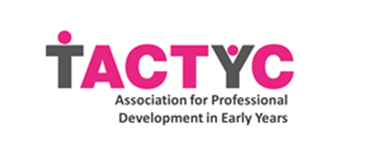 TACTYC
Association for Professional
Development in Early Years